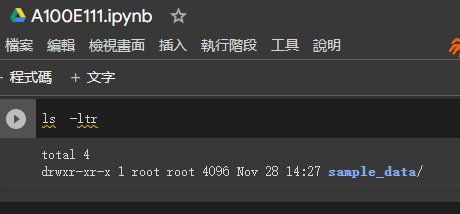 A100E111.ipynb
檔案 編輯 檢視畫面 插入 執行階段 工具 說明
+ 程式碼 + 文字
ls -ltr
total 4
drwxr-xr-x 1 root root 4096 Nov 28 14:27 sample_data/